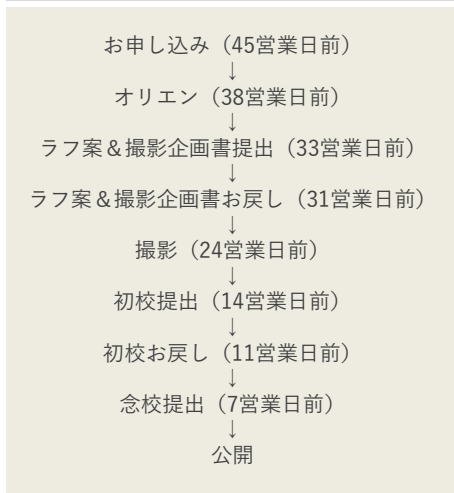 お申し込み（45営業日前）
↓
オリエン（38営業日前）
↓
ラフ案＆撮影企画書提出（33営業日前）
↓
ラフ案＆撮影企画書お戻し（31営業日前）
↓
撮影（24営業日前）
↓
初校提出（14営業日前）
↓
初校お戻し（11営業日前）
↓
念校提出（7営業日前）
↓
公開